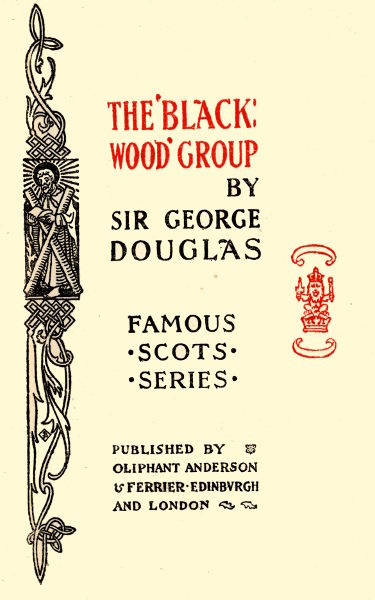 THE BLACK:
WOOD GROUP
BY
SIR GEORGE
DOUGLAS
FAMOUS
·SCOTS·
·SERIES·
PUBLISHED BY
OLIPHANT ANDERSON
& FERRIER·EDINBVRGH
AND LONDON